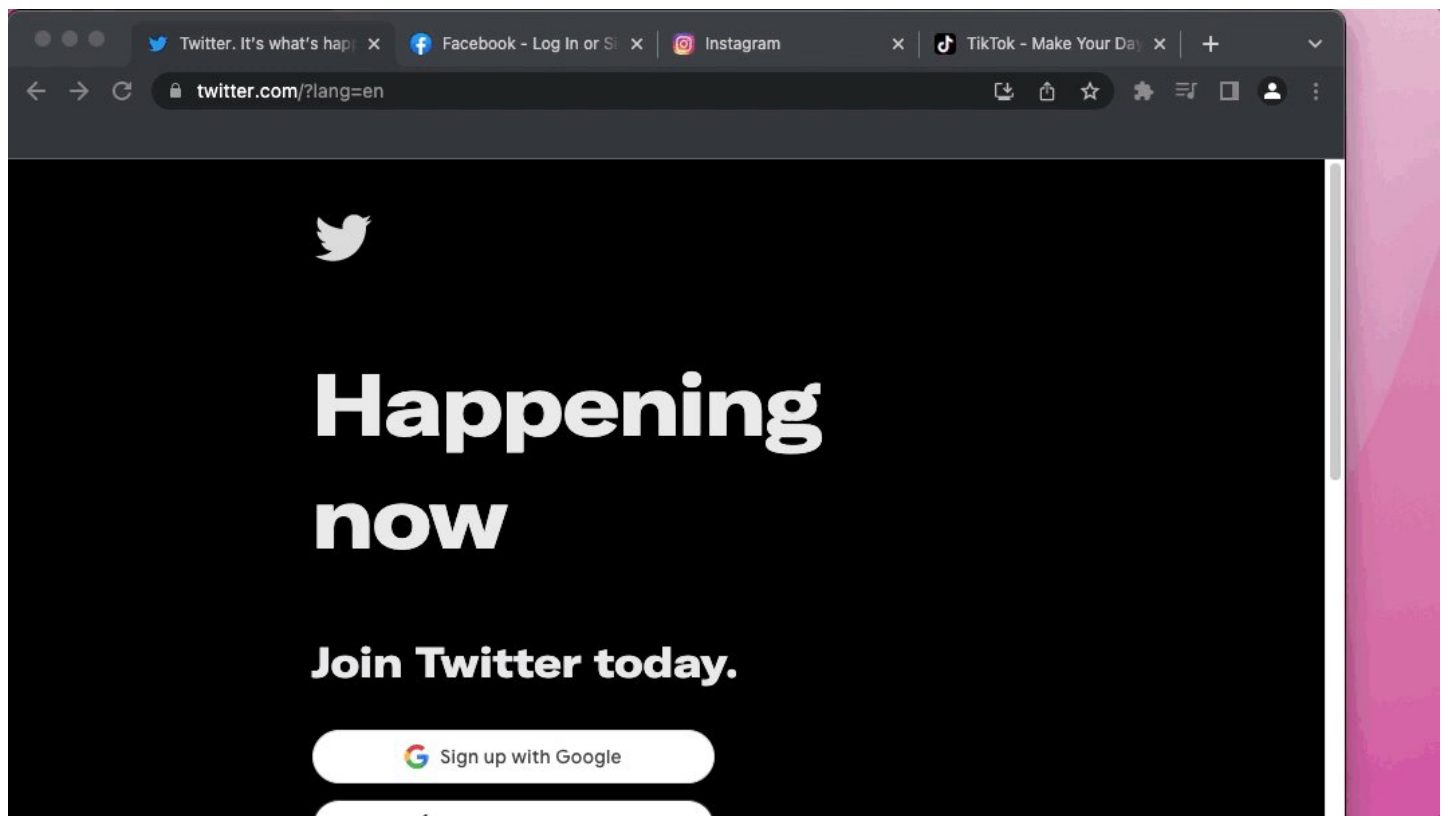 Twitter. It's what's hap
Facebook - Log In or Si
Instagram
TikTok - Make Your Day
twitter.com/?lang=en
Happening
now
Join Twitter today.
Sign up with Google